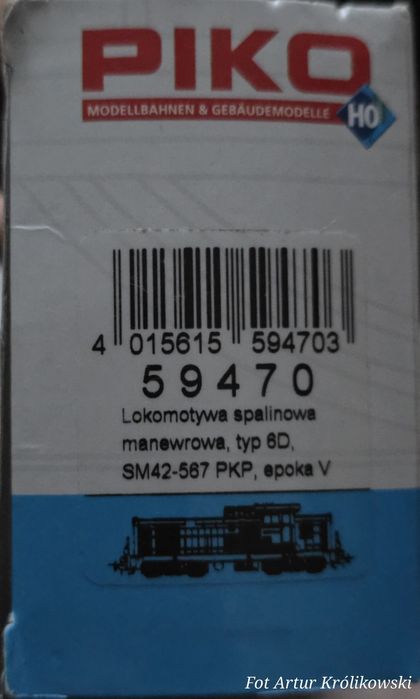 PIKO
MODELLBAHNEN & GEBÄUDEMODELLE
HO
4 015615 594703
59470
Lokomotywa spalinowa
manewrowa, typ 6D,
SM42-567 PKP, epoka V
Fot Artur Królikowski